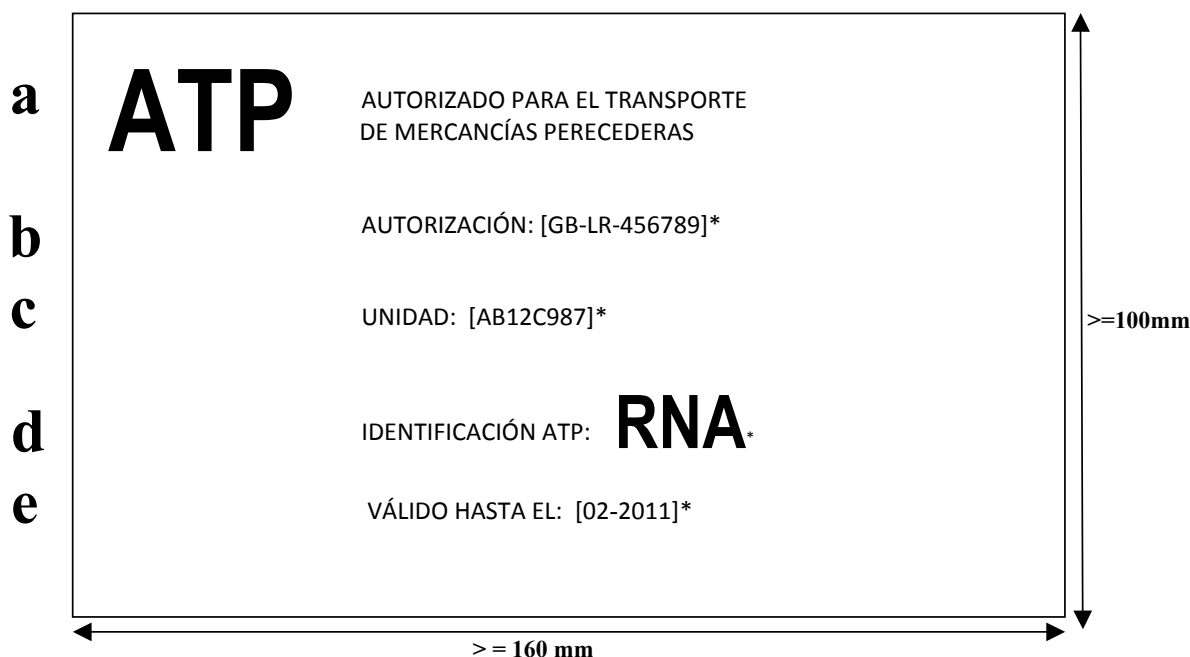 a
ATP
AUTORIZADO PARA EL TRANSPORTE
DE MERCANCÍAS PERECEDERAS
b
AUTORIZACIÓN: [GB-LR-456789]*
c
UNIDAD: [AB12C987]*
>=100mm
d
IDENTIFICACIÓN ATP: RNA*
e
VÁLIDO HASTA EL: [02-2011]*
> = 160 mm